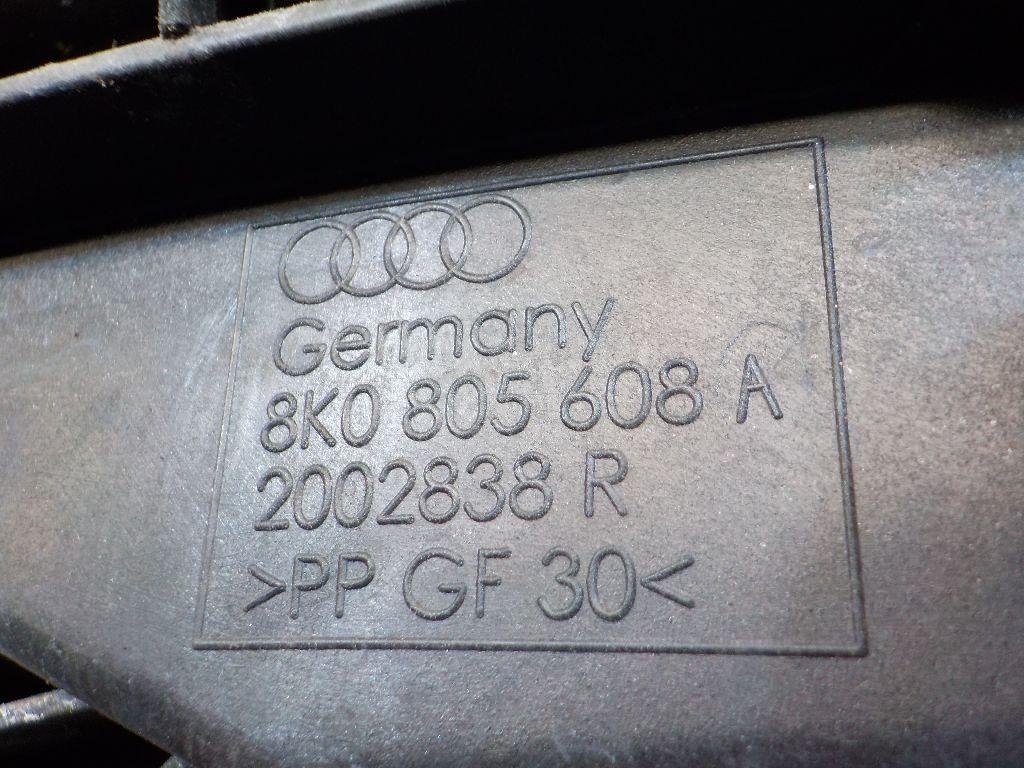 Germany
8K0 805 608 A
2002838 R
>PP GF 30<